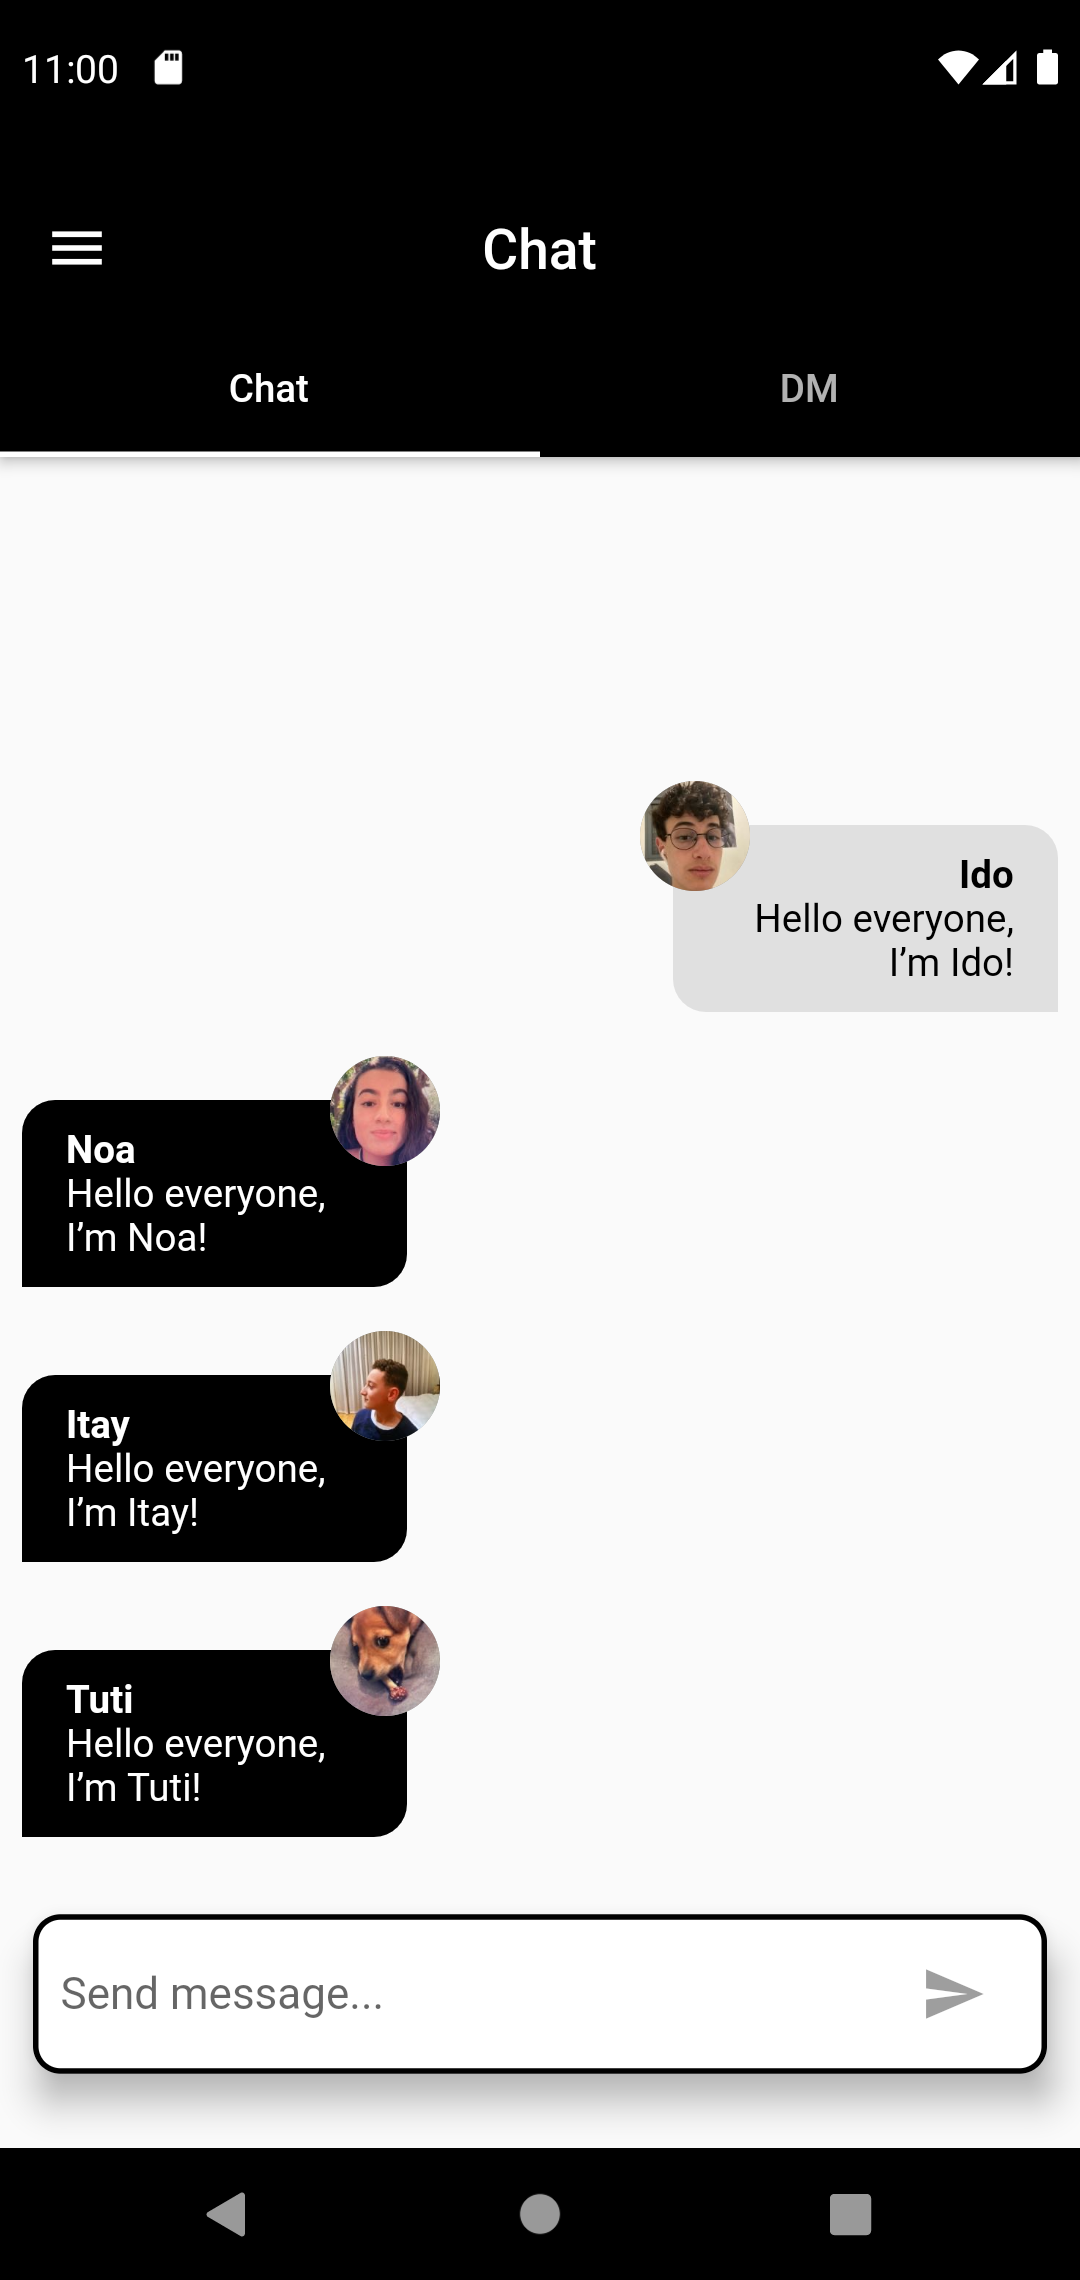 11:00
Chat
Chat
DM
Ido
Hello everyone,
I’m Ido!
Noa
Hello everyone,
I’m Noa!
Itay
Hello everyone,
I’m Itay!
Tuti
Hello everyone,
I’m Tuti!
Send message...